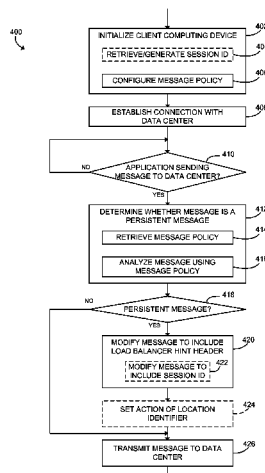 400
INITIALIZE CLIENT COMPUTING DEVICE
RETRIEVE/GENERATE SESSION ID
CONFIGURE MESSAGE POLICY
ESTABLISH CONNECTION WITH
DATA CENTER
410
APPLICATION SENDING
MESSAGE TO DATA CENTER?
NO
YES
DETERMINE WHETHER MESSAGE IS A
PERSISTENT MESSAGE
RETRIEVE MESSAGE POLICY
ANALYZE MESSAGE USING
MESSAGE POLICY
418
NO
PERSISTENT MESSAGE?
YES
MODIFY MESSAGE TO INCLUDE
LOAD BALANCER HINT HEADER
420
422
MODIFY MESSAGE TO
INCLUDE SESSION ID
SET ACTION OF LOCATION
IDENTIFIER
424
TRANSMIT MESSAGE TO DATA
CENTER
426